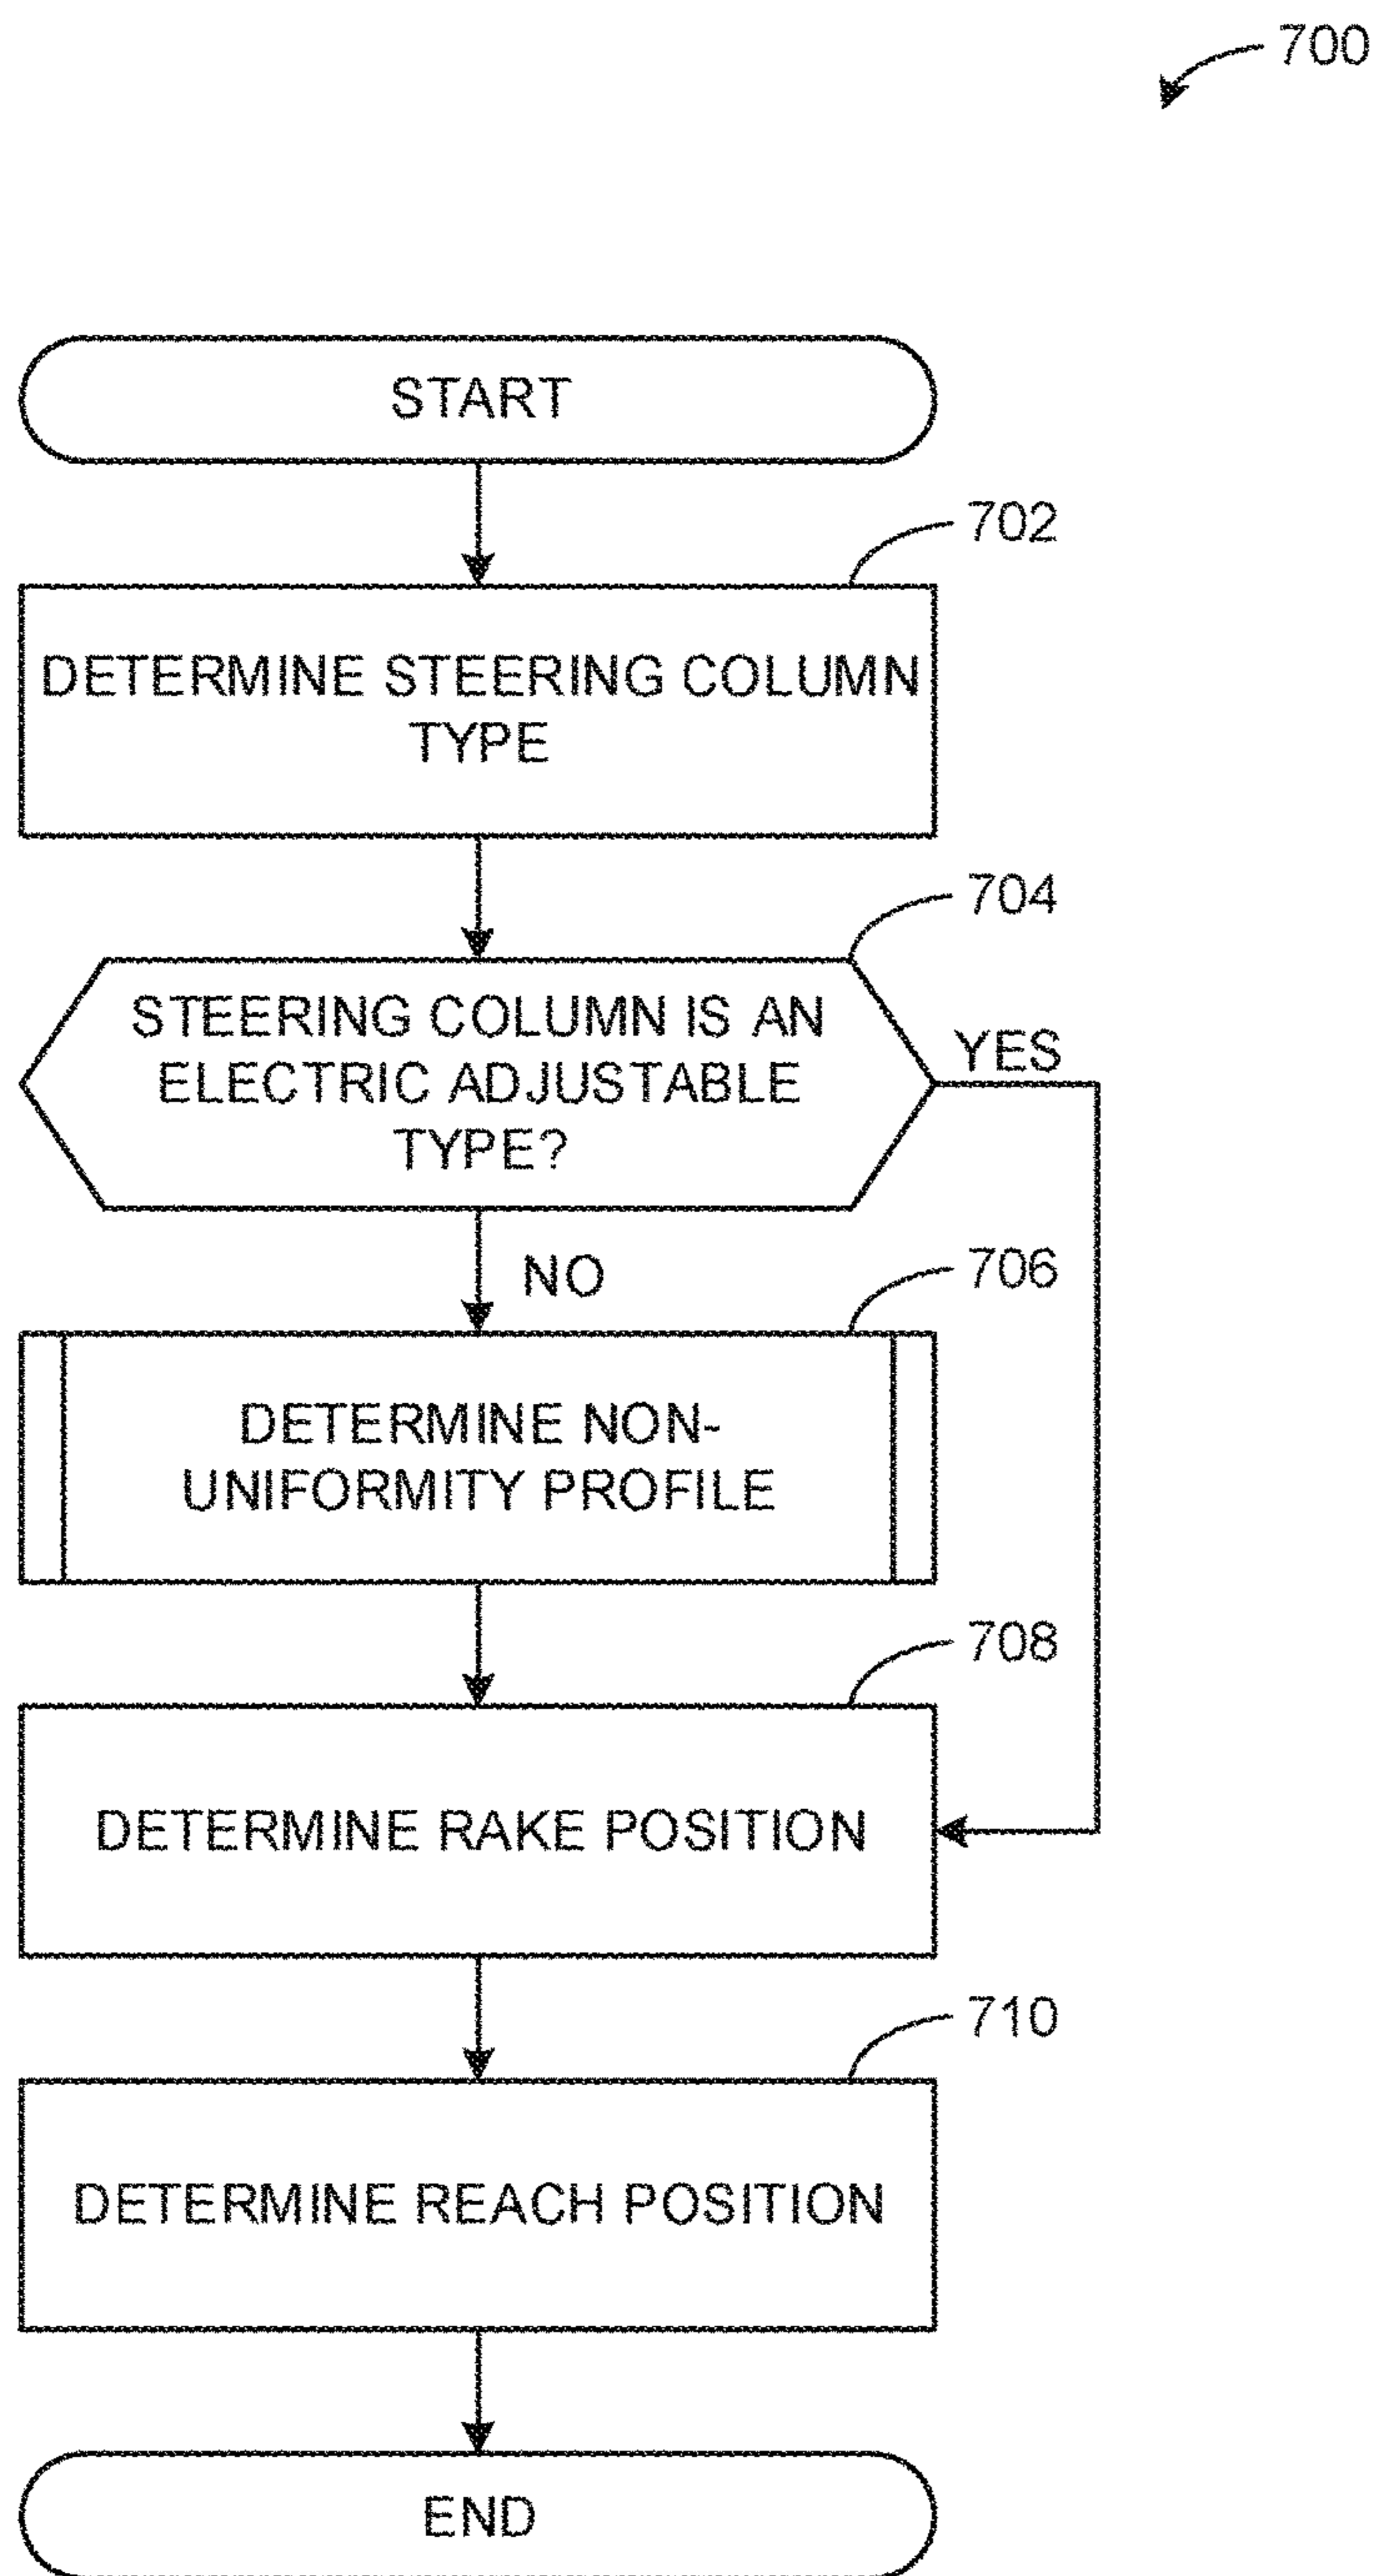 700
START
702
DETERMINE STEERING COLUMN
TYPE
704
STEERING COLUMN IS AN
ELECTRIC ADJUSTABLE
TYPE?
YES
NO
706
DETERMINE NON-
UNIFORMITY PROFILE
708
DETERMINE RAKE POSITION
710
DETERMINE REACH POSITION
END